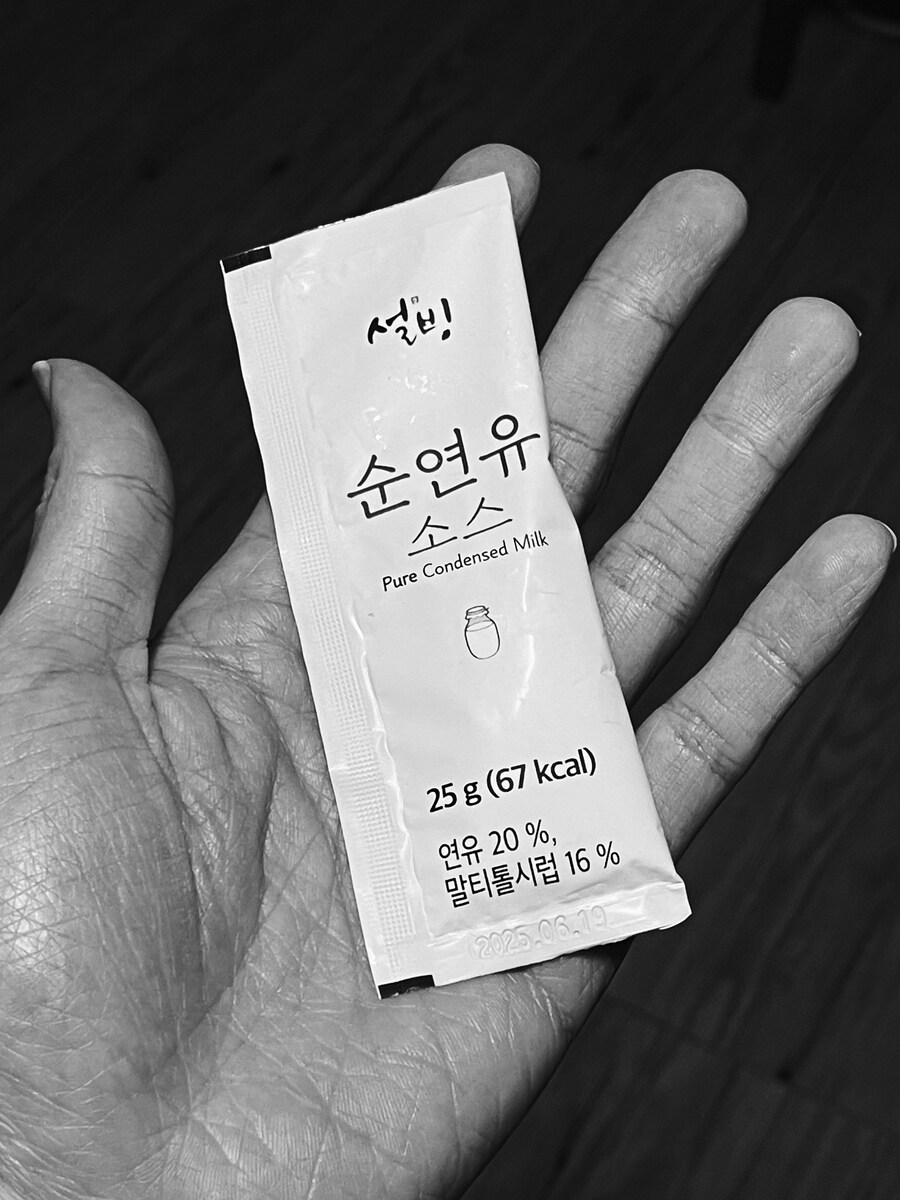 설빙
순연유
소스
Pure Condensed Milk
25 g (67 kcal)
연유 20 %,
말티톨시럽 16 %
2025.06.19